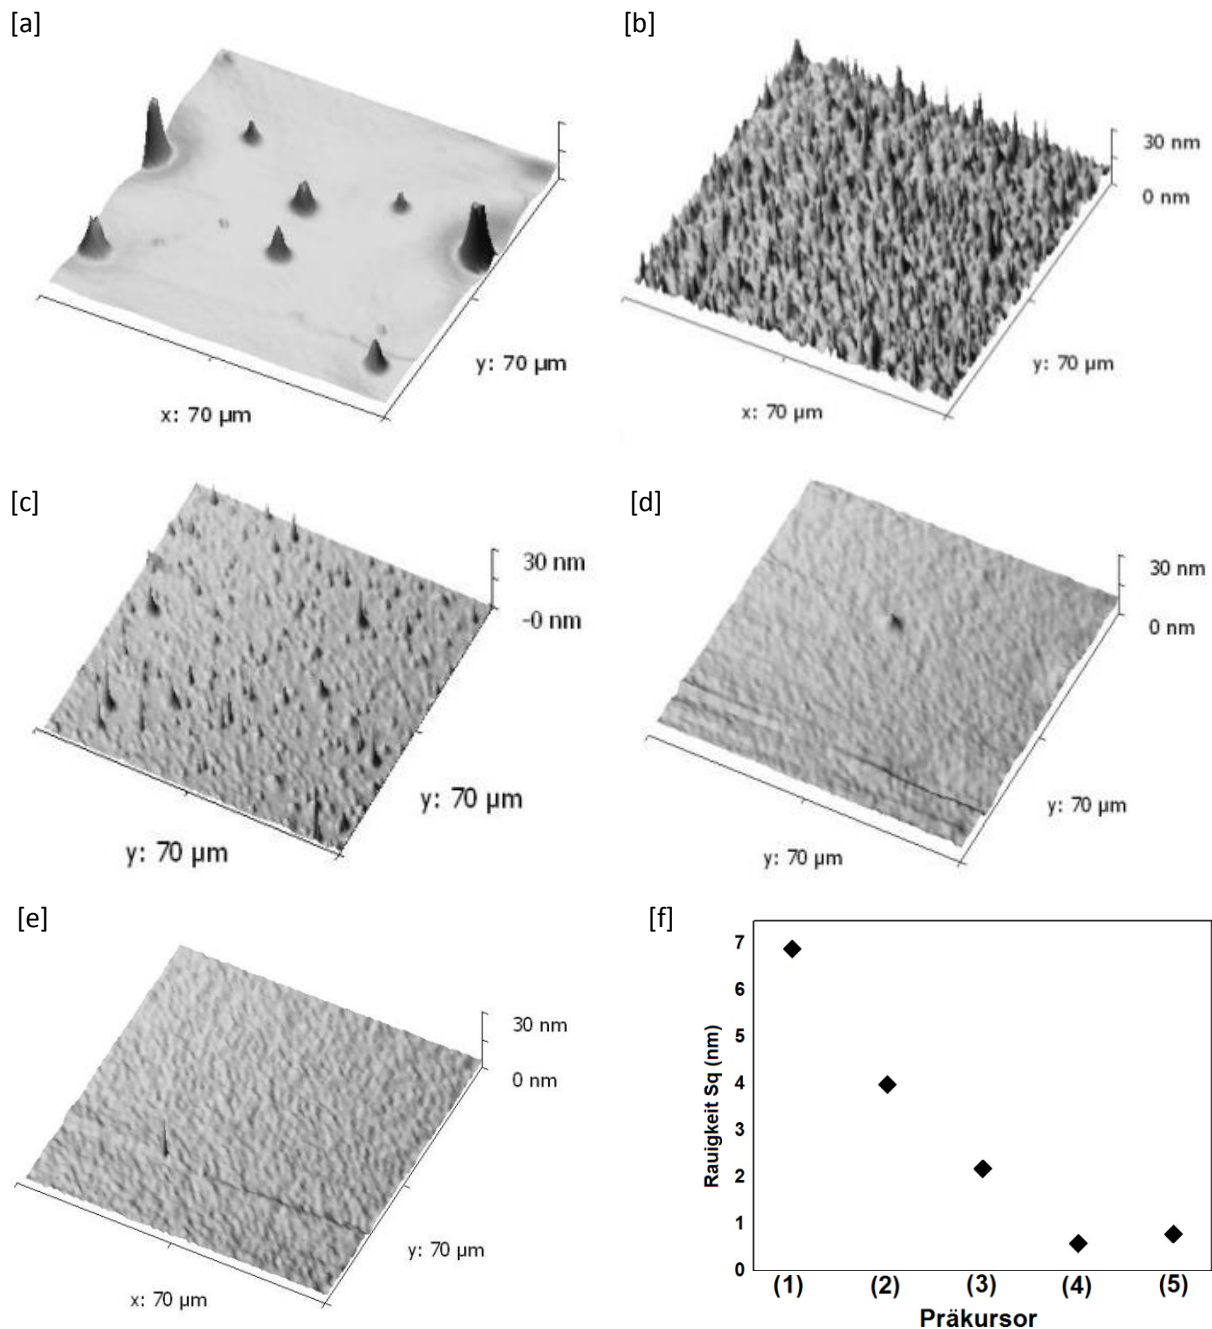 [a]
y: 70 µm
x: 70 µm
[b]
30 nm
0 nm
y: 70 µm
x: 70 µm
[c]
30 nm
-0 nm
y: 70 µm
y: 70 µm
[d]
30 nm
0 nm
y: 70 µm
y: 70 µm
[e]
30 nm
0 nm
y: 70 µm
x: 70 µm
[f]
Rauigkeit Sq (nm)
7
6
5
4
3
2
1
0
(1) (2) (3) (4) (5)
Präkursor